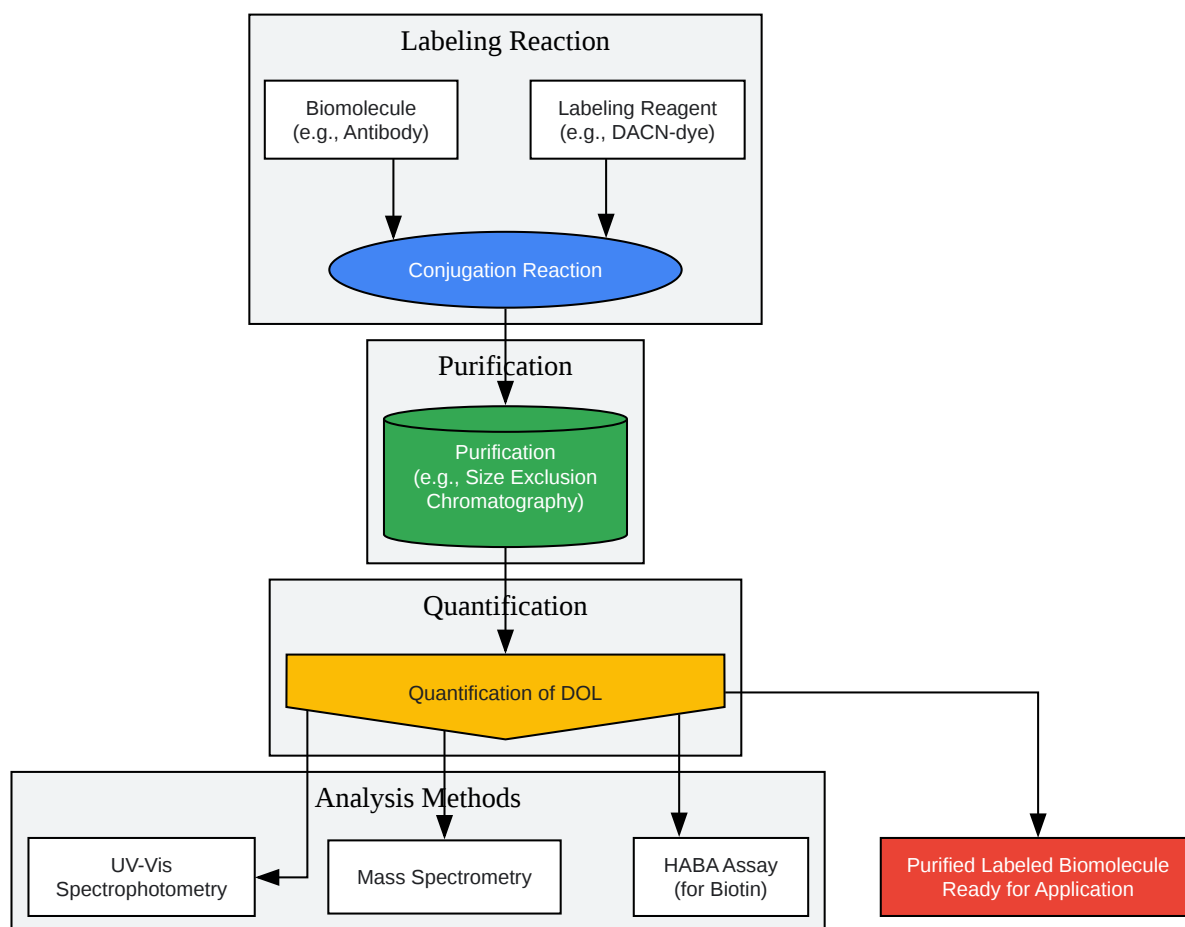 Labeling Reaction
Biomolecule
(e.g., Antibody)
Labeling Reagent
(e.g., DACN-dye)
Conjugation Reaction
Purification
Purification
(e.g., Size Exclusion
Chromatography)
Quantification
Quantification of DOL
Analysis Methods
UV-Vis
Spectrophotometry
Mass Spectrometry
HABA Assay
(for Biotin)
Purified Labeled Biomolecule
Ready for Application